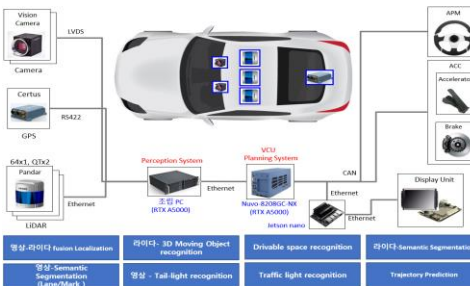 Vision
Camera
Camera
LVDS
Certus
GPS
RS422
64x1, QTx2
Pandar
LiDAR
Ethernet
Perception System
조립 PC
(RTX A5000)
Ethernet
VCU
Planning System
Nuvo-8208GC-NX
(RTX A5000)
CAN
Ethernet
Jetson nano
Ethernet
APM
ACC
Accelerator
Brake
Display Unit
영상-라이다 fusion Localization
라이다- 3D Moving Object
recognition
Drivable space recognition
라이다-Semantic Segmentation
영상-Semantic
Segmentation
(Lane/Mark )
영상 - Tail-light recognition
Traffic light recognition
Trajectory Prediction